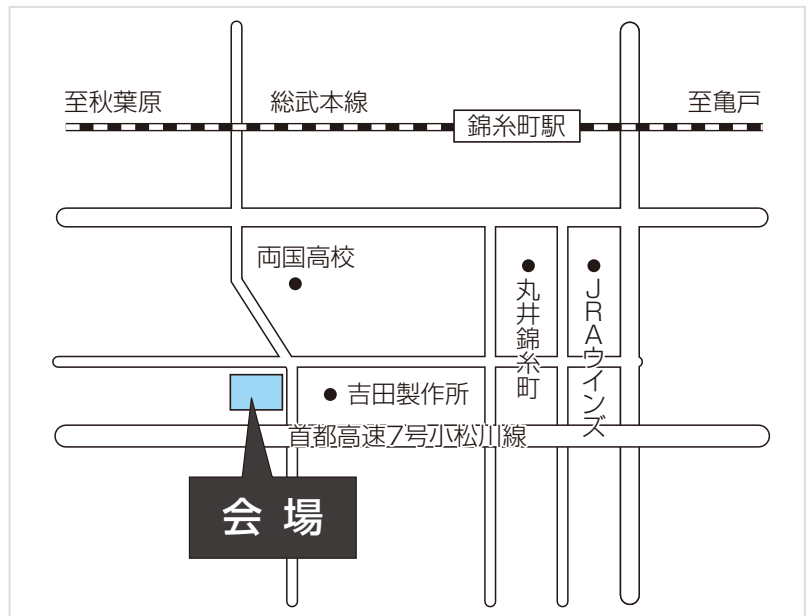 至秋葉原
総武本線
至亀戸
錦糸町駅
両国高校
丸井錦糸町
JRAウインズ
吉田製作所
首都高速7号小松川線
会場